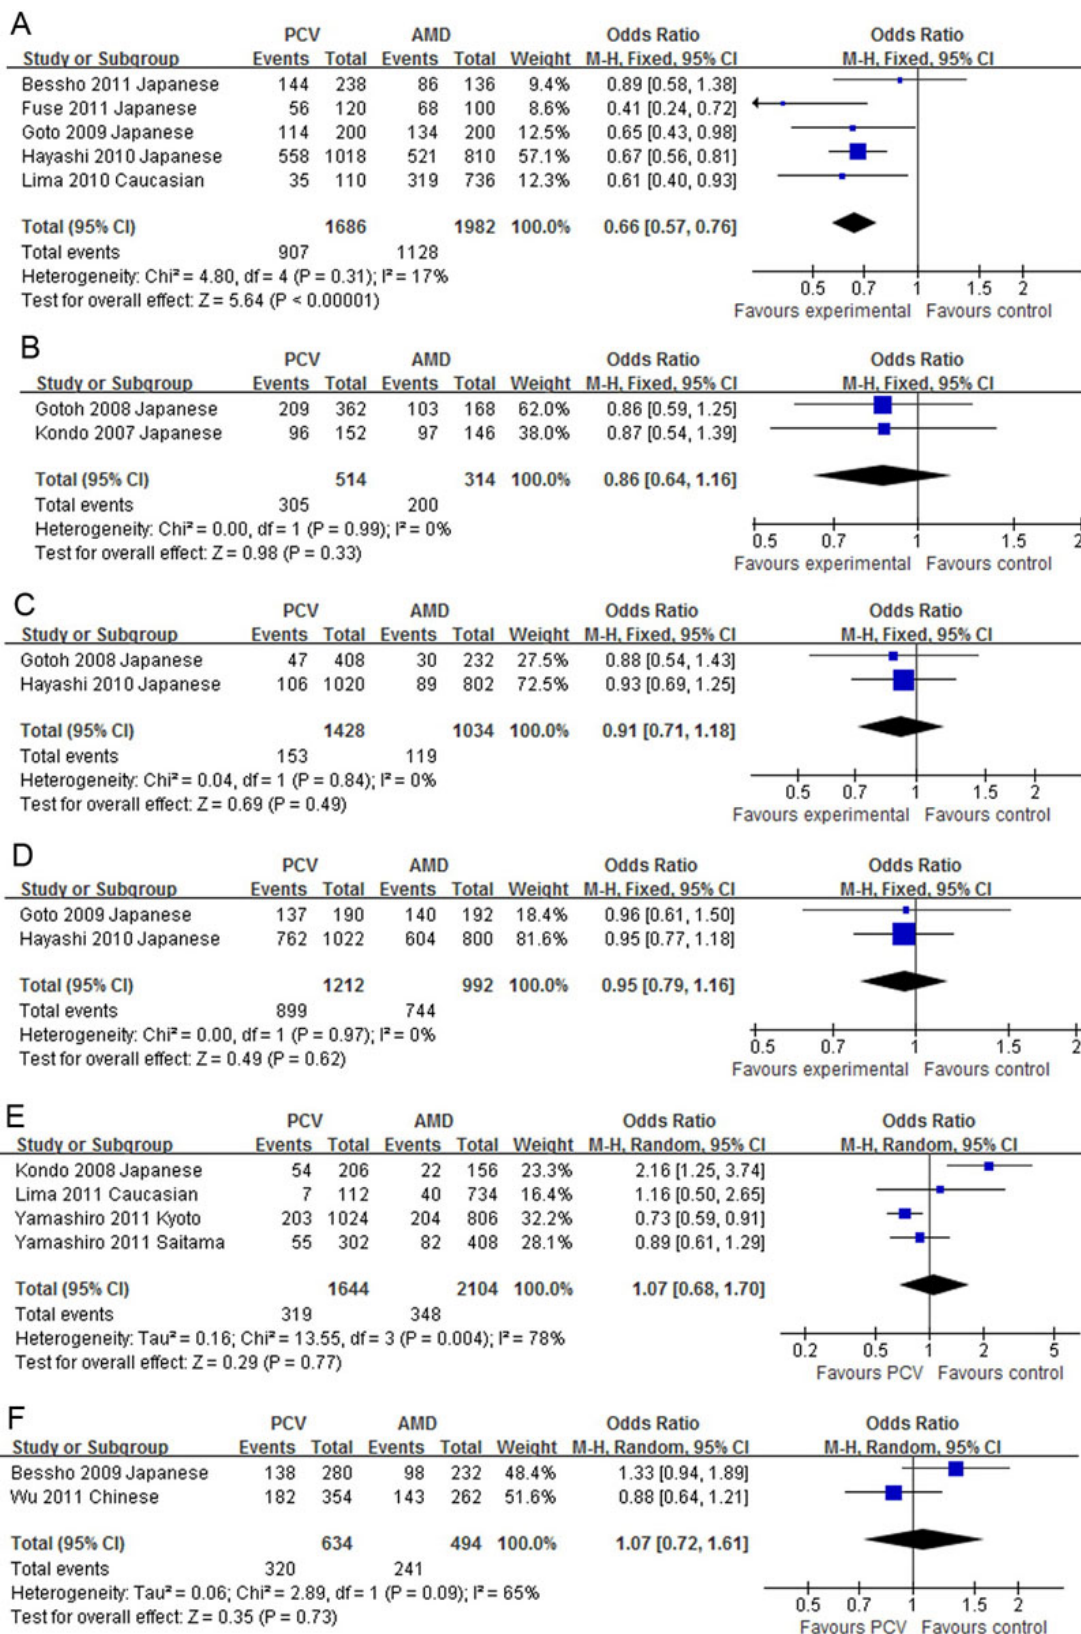 A
PCV AMD Odds Ratio Odds Ratio
Study or Subgroup Events Total Events Total Weight M-H, Fixed, 95% CI M-H, Fixed, 95% CI
Bessho 2011 Japanese 144 238 86 136 9.4% 0.89 [0.58, 1.38]
Fuse 2011 Japanese 56 120 68 100 8.6% 0.41 [0.24, 0.72]
Goto 2009 Japanese 114 200 134 200 12.5% 0.65 [0.43, 0.98]
Hayashi 2010 Japanese 558 1018 521 810 57.1% 0.67 [0.56, 0.81]
Lima 2010 Caucasian 35 110 319 736 12.3% 0.61 [0.40, 0.93]
Total (95% CI) 1686 1982 100.0% 0.66 [0.57, 0.76]
Total events 907 1128
Heterogeneity: Chi² = 4.80, df = 4 (P = 0.31); I² = 17%
Test for overall effect: Z = 5.64 (P < 0.00001)
0.5 0.7 1 1.5 2
Favours experimental Favours control
B
PCV AMD Odds Ratio Odds Ratio
Study or Subgroup Events Total Events Total Weight M-H, Fixed, 95% CI M-H, Fixed, 95% CI
Gotoh 2008 Japanese 209 362 103 168 62.0% 0.86 [0.59, 1.25]
Kondo 2007 Japanese 96 152 97 146 38.0% 0.87 [0.54, 1.39]
Total (95% CI) 514 314 100.0% 0.86 [0.64, 1.16]
Total events 305 200
Heterogeneity: Chi² = 0.00, df = 1 (P = 0.99); I² = 0%
Test for overall effect: Z = 0.98 (P = 0.33)
0.5 0.7 1 1.5 2
Favours experimental Favours control
C
PCV AMD Odds Ratio Odds Ratio
Study or Subgroup Events Total Events Total Weight M-H, Fixed, 95% CI M-H, Fixed, 95% CI
Gotoh 2008 Japanese 47 408 30 232 27.5% 0.88 [0.54, 1.43]
Hayashi 2010 Japanese 106 1020 89 802 72.5% 0.93 [0.69, 1.25]
Total (95% CI) 1428 1034 100.0% 0.91 [0.71, 1.18]
Total events 153 119
Heterogeneity: Chi² = 0.04, df = 1 (P = 0.84); I² = 0%
Test for overall effect: Z = 0.69 (P = 0.49)
0.5 0.7 1 1.5 2
Favours experimental Favours control
D
PCV AMD Odds Ratio Odds Ratio
Study or Subgroup Events Total Events Total Weight M-H, Fixed, 95% CI M-H, Fixed, 95% CI
Goto 2009 Japanese 137 190 140 192 18.4% 0.96 [0.61, 1.50]
Hayashi 2010 Japanese 762 1022 604 800 81.6% 0.95 [0.77, 1.18]
Total (95% CI) 1212 992 100.0% 0.95 [0.79, 1.16]
Total events 899 744
Heterogeneity: Chi² = 0.00, df = 1 (P = 0.97); I² = 0%
Test for overall effect: Z = 0.49 (P = 0.62)
0.5 0.7 1 1.5 2
Favours experimental Favours control
E
PCV AMD Odds Ratio Odds Ratio
Study or Subgroup Events Total Events Total Weight M-H, Random, 95% CI M-H, Random, 95% CI
Kondo 2008 Japanese 54 206 22 156 23.3% 2.16 [1.25, 3.74]
Lima 2011 Caucasian 7 112 40 734 16.4% 1.16 [0.50, 2.65]
Yamashiro 2011 Kyoto 203 1024 204 806 32.2% 0.73 [0.59, 0.91]
Yamashiro 2011 Saitama 55 302 82 408 28.1% 0.89 [0.61, 1.29]
Total (95% CI) 1644 2104 100.0% 1.07 [0.68, 1.70]
Total events 319 348
Heterogeneity: Tau² = 0.16; Chi² = 13.55, df = 3 (P = 0.004); I² = 78%
Test for overall effect: Z = 0.29 (P = 0.77)
0.2 0.5 1 2 5
Favours PCV Favours control
F
PCV AMD Odds Ratio Odds Ratio
Study or Subgroup Events Total Events Total Weight M-H, Random, 95% CI M-H, Random, 95% CI
Bessho 2009 Japanese 138 280 98 232 48.4% 1.33 [0.94, 1.89]
Wu 2011 Chinese 182 354 143 262 51.6% 0.88 [0.64, 1.21]
Total (95% CI) 634 494 100.0% 1.07 [0.72, 1.61]
Total events 320 241
Heterogeneity: Tau² = 0.06; Chi² = 2.89, df = 1 (P = 0.09); I² = 65%
Test for overall effect: Z = 0.35 (P = 0.73)
0.5 0.7 1 1.5 2
Favours PCV Favours control